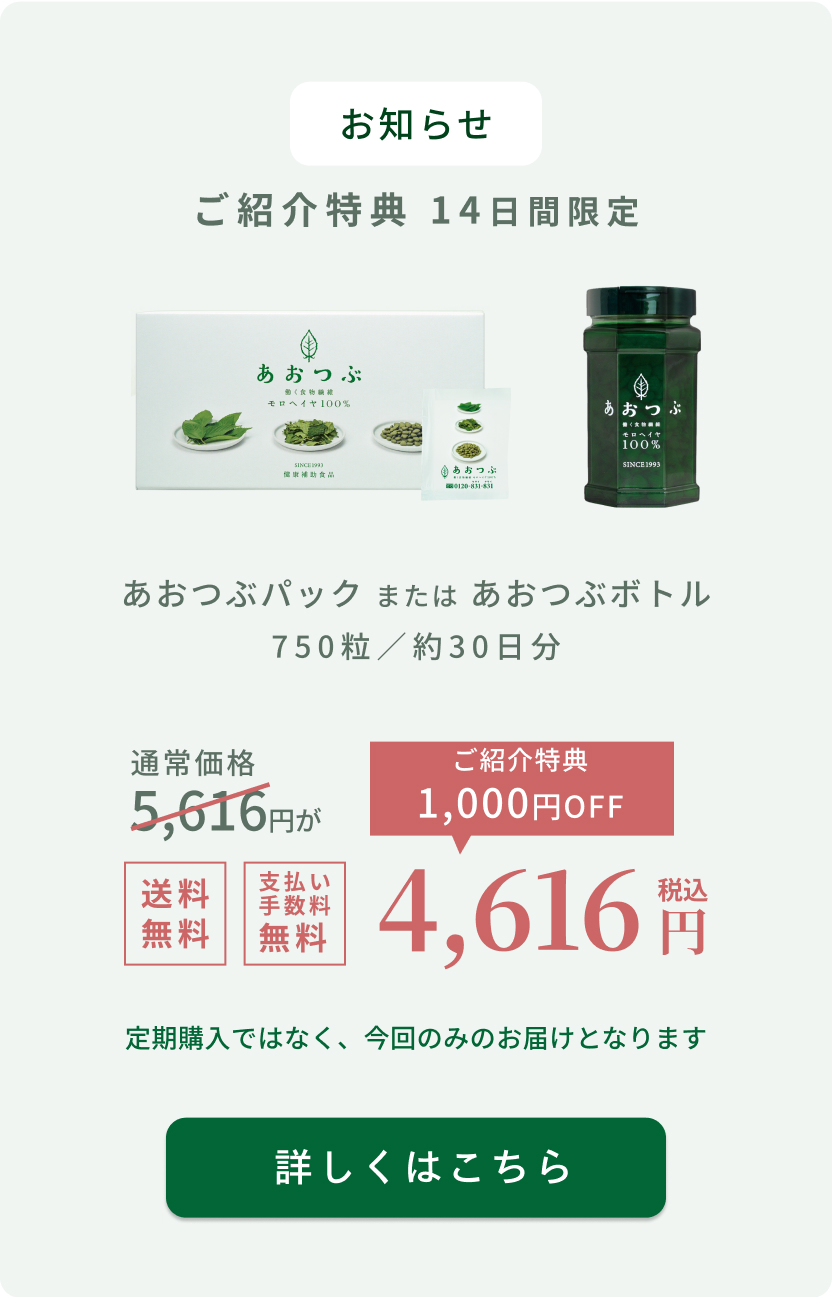 お知らせ
ご紹介特典 14日間限定
あおつぶ
働く食物繊維
モロヘイヤ100%
SINCE1993
健康補助食品
あおつぶ
0120-831-831
あおつぶ
働く食物繊維
モロヘイヤ
100%
SINCE1993
あおつぶパック または あおつぶボトル
750粒／約30日分
通常価格
5,616円が
ご紹介特典
1,000円OFF
送料
無料
支払い
手数料
無料
4,616 税込
円
定期購入ではなく、今回のみのお届けとなります
詳しくはこちら